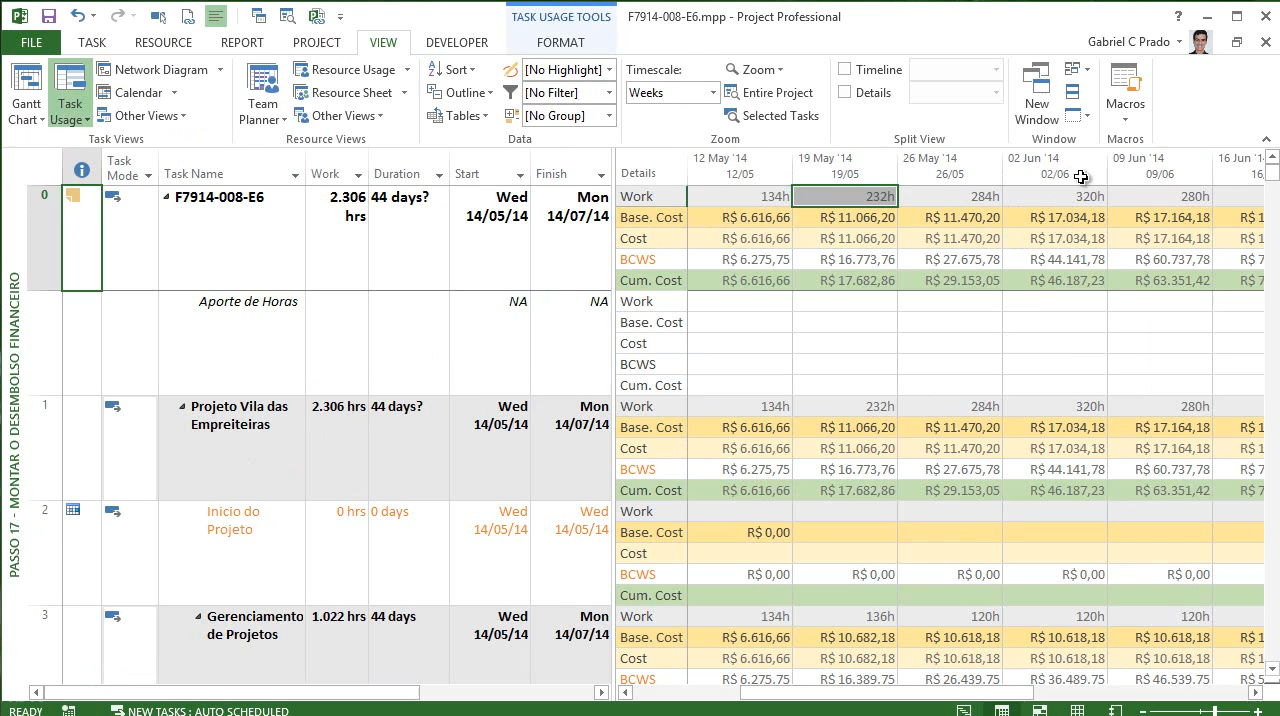 TASK USAGE TOOLS
F7914-008-E6.mpp - Project Professional
FILE TASK RESOURCE REPORT PROJECT VIEW DEVELOPER FORMAT Gabriel C Prado
Gantt Chart
Task Usage
Network Diagram
Calendar
Other Views
Task Views
Team Planner
Resource Usage
Resource Sheet
Other Views
Resource Views
Sort
Outline
Tables
[No Highlight]
[No Filter]
[No Group]
Data
Timescale:
Weeks
Zoom
Entire Project
Selected Tasks
Zoom
Timeline
Details
Split View
New Window
Window
Macros
Macros
PASSO 17 - MONTAR O DESEMBOLSO FINANCEIRO
Task Mode Task Name Work Duration Start Finish
Details
12 May '14 19 May '14 26 May '14 02 Jun '14 09 Jun '14 16 Jun '14
12/05 19/05 26/05 02/06 09/06 16
0 F7914-008-E6 2.306 hrs 44 days? Wed 14/05/14 Mon 14/07/14
Work 134h 232h 284h 320h 280h
Base. Cost R$ 6.616,66 R$ 11.066,20 R$ 11.470,20 R$ 17.034,18 R$ 17.164,18 R$ 1
Cost R$ 6.616,66 R$ 11.066,20 R$ 11.470,20 R$ 17.034,18 R$ 17.164,18 R$ 1
BCWS R$ 6.275,75 R$ 16.773,76 R$ 27.675,78 R$ 44.141,78 R$ 60.737,78 R$ 7
Cum. Cost R$ 6.616,66 R$ 17.682,86 R$ 29.153,05 R$ 46.187,23 R$ 63.351,42 R$ 7
Aporte de Horas NA NA
Work
Base. Cost
Cost
BCWS
Cum. Cost
1 Projeto Vila das Empreiteiras 2.306 hrs 44 days? Wed 14/05/14 Mon 14/07/14
Work 134h 232h 284h 320h 280h
Base. Cost R$ 6.616,66 R$ 11.066,20 R$ 11.470,20 R$ 17.034,18 R$ 17.164,18 R$ 1
Cost R$ 6.616,66 R$ 11.066,20 R$ 11.470,20 R$ 17.034,18 R$ 17.164,18 R$ 1
BCWS R$ 6.275,75 R$ 16.773,76 R$ 27.675,78 R$ 44.141,78 R$ 60.737,78 R$ 7
Cum. Cost R$ 6.616,66 R$ 17.682,86 R$ 29.153,05 R$ 46.187,23 R$ 63.351,42 R$ 7
2 Inicio do Projeto 0 hrs 0 days Wed 14/05/14 Wed 14/05/14
Work
Base. Cost R$ 0,00
Cost
BCWS R$ 0,00 R$ 0,00 R$ 0,00 R$ 0,00 R$ 0,00
Cum. Cost
3 Gerenciamento de Projetos 1.022 hrs 44 days Wed 14/05/14 Mon 14/07/14
Work 134h 136h 120h 120h 120h
Base. Cost R$ 6.616,66 R$ 10.682,18 R$ 10.618,18 R$ 10.618,18 R$ 10.618,18 R$ 1
Cost R$ 6.616,66 R$ 10.682,18 R$ 10.618,18 R$ 10.618,18 R$ 10.618,18 R$ 1
BCWS R$ 6.275,75 R$ 16.389,75 R$ 26.439,75 R$ 36.489,75 R$ 46.539,75 R$ 5
READY NEW TASKS : AUTO SCHEDULED